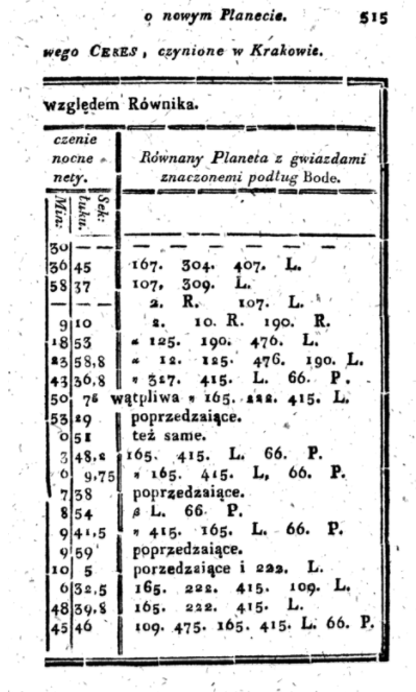 o nowym Planecie. 515
wego CERES, czynione w Krakowie.
względem Równika.
czenie
nocne
nety.
Równany Planeta z gwiazdami
znaczonemi podług Bode.
Min: Łuku. Sek:
30 — — — — — — — —
36 45 167. 304. 407. L.
58 37 107, 309. L.
— — 2. R. 107. L.
9 10 2. 10. R. 190. R.
18 53 125. 190. 476. L.
23 58,8 12. 125. 476. 190. L.
43 36,8 " 327. 415. L. 66. P.
50 7 wątpliwa " 165. 222. 415. L.
53 29 poprzedzaiące.
0 51 też same.
3 48,2 165. 415. L. 66. P.
6 9,75 " 165. 415. L, 66. P.
7 38 poprzedzaiące.
8 54 β L. 66. P.
9 41,5 " 415. 165. L. 66. P.
9 59 poprzedzaiące.
10 5 porzedzaiące i 222. L.
6 32,5 165. 222. 415. 109. L.
48 39,8 165. 222. 415. L.
45 46 109. 475. 165. 415. L. 66. P.